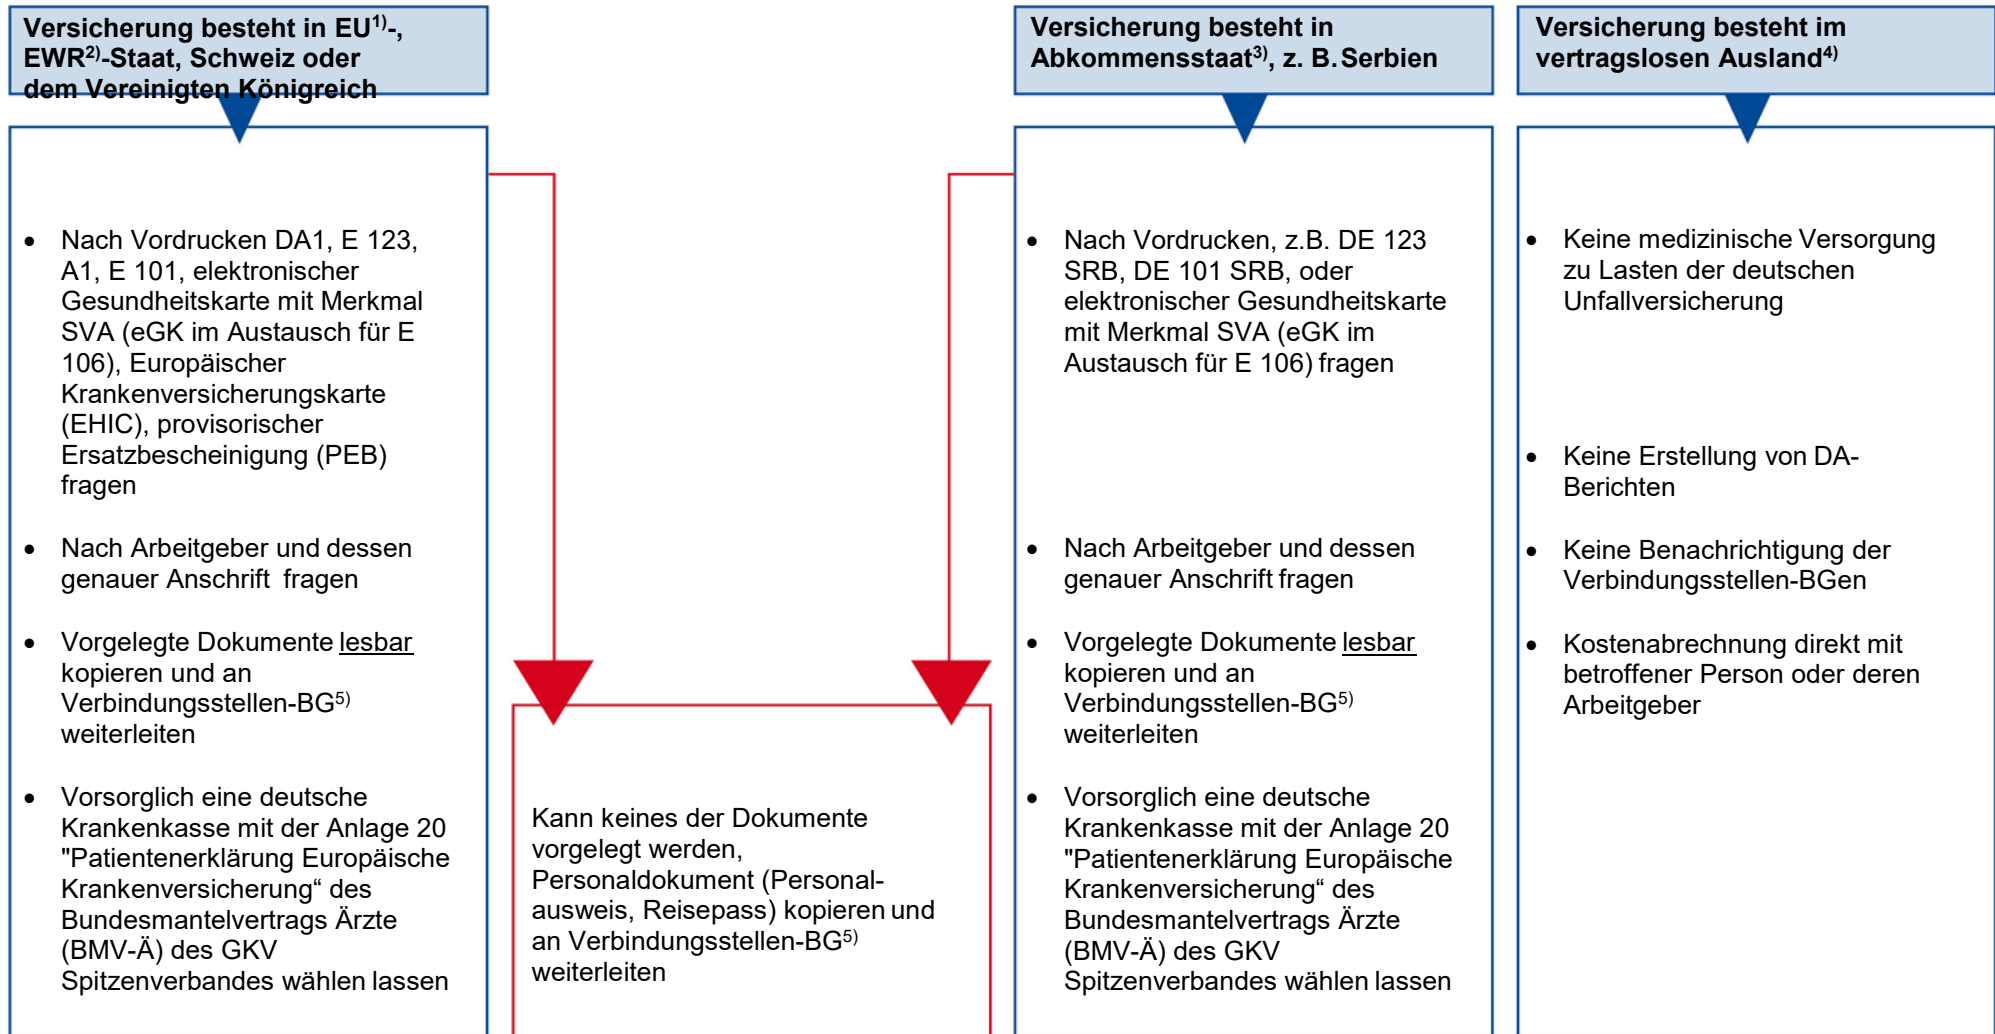 Versicherung besteht in EU1)-,
EWR2)-Staat, Schweiz oder
dem Vereinigten Königreich
• Nach Vordrucken DA1, E 123,
A1, E 101, elektronischer
Gesundheitskarte mit Merkmal
SVA (eGK im Austausch für E
106), Europäischer
Krankenversicherungskarte
(EHIC), provisorischer
Ersatzbescheinigung (PEB)
fragen
• Nach Arbeitgeber und dessen
genauer Anschrift fragen
• Vorgelegte Dokumente lesbar
kopieren und an
Verbindungsstellen-BG5)
weiterleiten
• Vorsorglich eine deutsche
Krankenkasse mit der Anlage 20
"Patientenerklärung Europäische
Krankenversicherung“ des
Bundesmantelvertrags Ärzte
(BMV-Ä) des GKV
Spitzenverbandes wählen lassen
Kann keines der Dokumente
vorgelegt werden,
Personaldokument (Personal-
ausweis, Reisepass) kopieren und
an Verbindungsstellen-BG5)
weiterleiten
Versicherung besteht in
Abkommensstaat3), z. B. Serbien
• Nach Vordrucken, z.B. DE 123
SRB, DE 101 SRB, oder
elektronischer Gesundheitskarte
mit Merkmal SVA (eGK im
Austausch für E 106) fragen
• Nach Arbeitgeber und dessen
genauer Anschrift fragen
• Vorgelegte Dokumente lesbar
kopieren und an
Verbindungsstellen-BG5)
weiterleiten
• Vorsorglich eine deutsche
Krankenkasse mit der Anlage 20
"Patientenerklärung Europäische
Krankenversicherung“ des
Bundesmantelvertrags Ärzte
(BMV-Ä) des GKV
Spitzenverbandes wählen lassen
Versicherung besteht im
vertragslosen Ausland4)
• Keine medizinische Versorgung
zu Lasten der deutschen
Unfallversicherung
• Keine Erstellung von DA-
Berichten
• Keine Benachrichtigung der
Verbindungsstellen-BGen
• Kostenabrechnung direkt mit
betroffener Person oder deren
Arbeitgeber